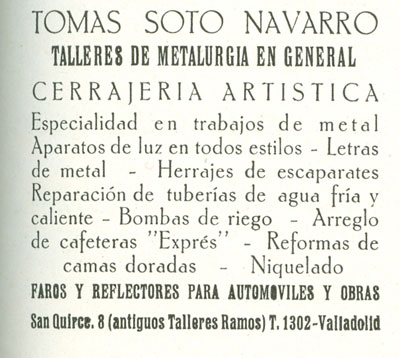 TOMAS SOTO NAVARRO
TALLERES DE METALURGIA EN GENERAL
CERRAJERIA ARTISTICA
Especialidad en trabajos de metal
Aparatos de luz en todos estilos - Letras
de metal - Herrajes de escaparates
Reparación de tuberías de agua fría y
caliente - Bombas de riego - Arreglo
de cafeteras "Exprés" - Reformas de
camas doradas - Niquelado
FAROS Y REFLECTORES PARA AUTOMOVILES Y OBRAS
San Quirce, 8 (antiguos Talleres Ramos) T. 1302-Valladolid